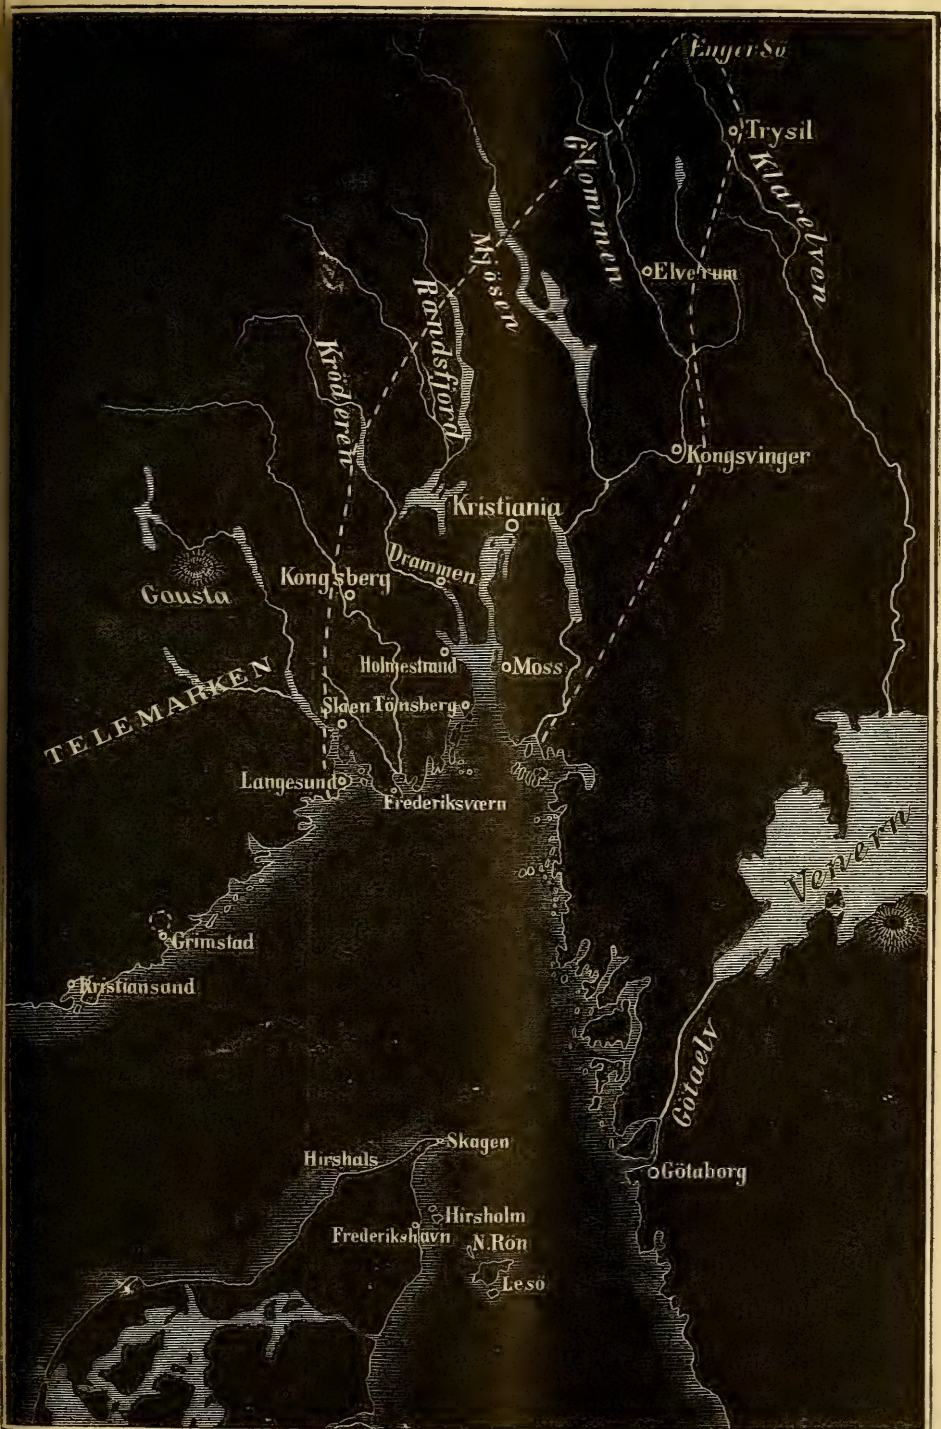 Enger Sö
Trysil
Klarelven
Glommen
Elverum
Mjösen
Randsfjord
Kröderen
Kongsvinger
Kristiania
Drammen
Kongsberg
Gousta
Holmestrand
Moss
TELEMARKEN
Skien
Tönsberg
Langesund
Frederiksværn
Venern
Grimstad
Kristiansand
Götaelv
Skagen
Hirshals
Götaborg
Hirsholm
Frederikshavn
N. Rön
Lesö